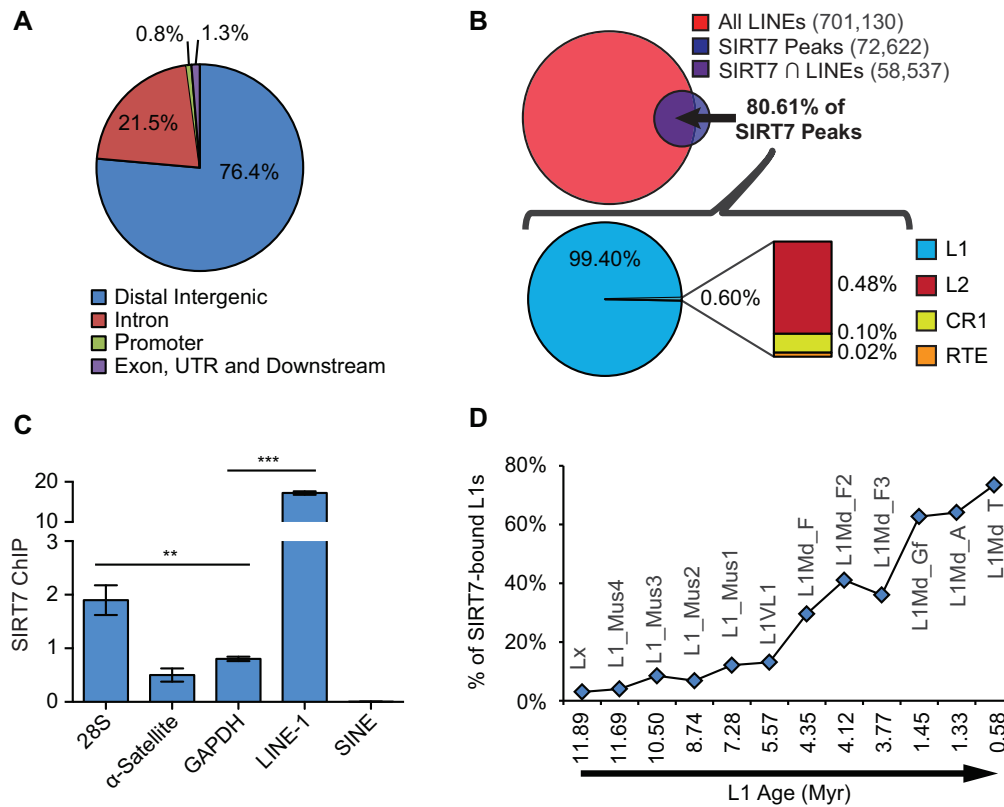 A
0.8%
1.3%
21.5%
76.4%
Distal Intergenic
Intron
Promoter
Exon, UTR and Downstream
B
All LINEs (701,130)
SIRT7 Peaks (72,622)
SIRT7 ∩ LINEs (58,537)
80.61% of
SIRT7 Peaks
99.40%
0.60%
0.48%
0.10%
0.02%
L1
L2
CR1
RTE
C
SIRT7 ChIP
20
10
3
2
1
0
***
**
28S
α-Satellite
GAPDH
LINE-1
SINE
D
% of SIRT7-bound L1s
80%
60%
40%
20%
0%
Lx
L1_Mus4
L1_Mus3
L1_Mus2
L1_Mus1
L1VL1
L1Md_F
L1Md_F2
L1Md_F3
L1Md_Gf
L1Md_A
L1Md_T
11.89
11.69
10.50
8.74
7.28
5.57
4.35
4.12
3.77
1.45
1.33
0.58
L1 Age (Myr)